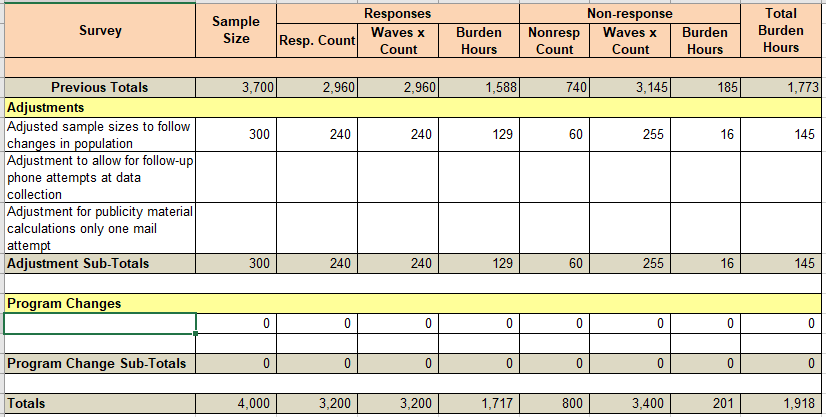 Survey Sample Size Responses Non-response Total Burden Hours
Resp. Count Waves x Count Burden Hours Nonresp Count Waves x Count Burden Hours
Previous Totals 3,700 2,960 2,960 1,588 740 3,145 185 1,773
Adjustments
Adjusted sample sizes to follow
changes in population 300 240 240 129 60 255 16 145
Adjustment to allow for follow-up
phone attempts at data
collection
Adjustment for publicity material
calculations only one mail
attempt
Adjustment Sub-Totals 300 240 240 129 60 255 16 145
Program Changes
0 0 0 0 0 0 0 0
Program Change Sub-Totals 0 0 0 0 0 0 0 0
Totals 4,000 3,200 3,200 1,717 800 3,400 201 1,918